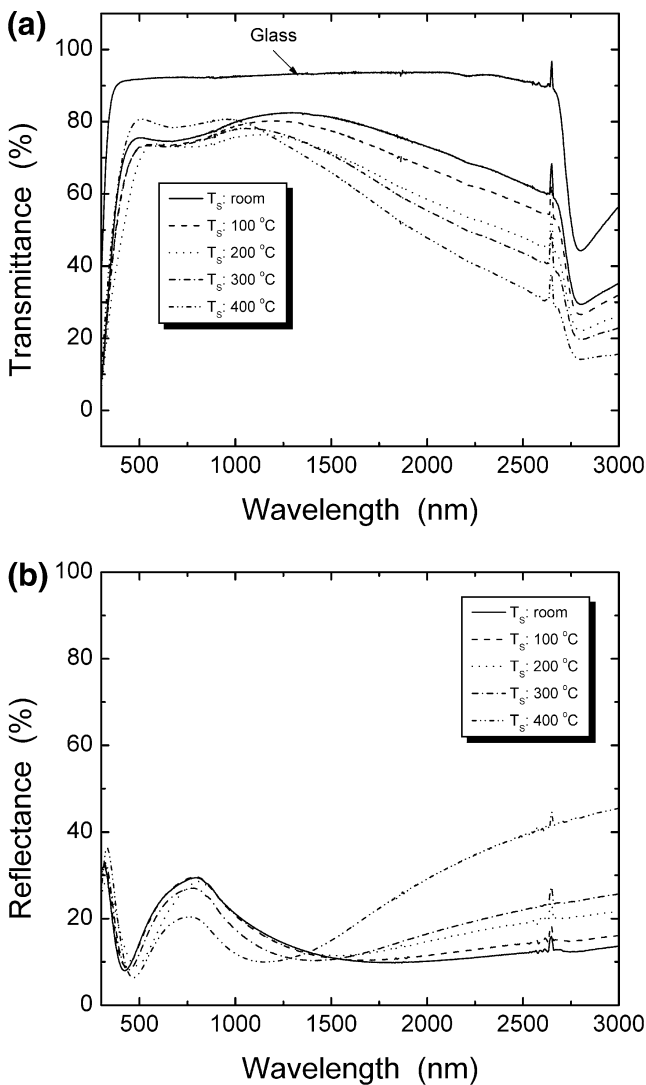 (a)
100
80
60
40
20
0
Transmittance (%)
Glass
T_S: room
T_S: 100 °C
T_S: 200 °C
T_S: 300 °C
T_S: 400 °C
500 1000 1500 2000 2500 3000
Wavelength (nm)
(b)
100
80
60
40
20
0
Reflectance (%)
T_S: room
T_S: 100 °C
T_S: 200 °C
T_S: 300 °C
T_S: 400 °C
500 1000 1500 2000 2500 3000
Wavelength (nm)